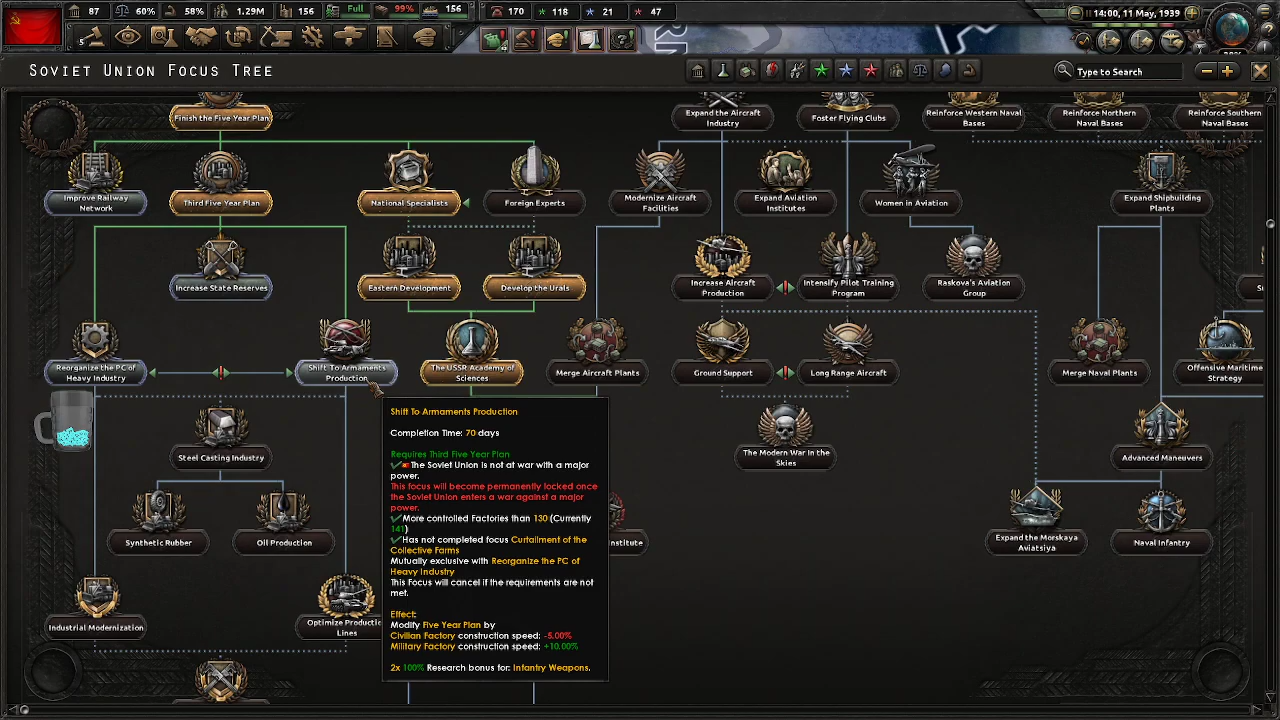 87
60%
58%
1.29M
156
Full
99%
156
170
118
21
47
14:00, 11 May, 1939
Soviet Union Focus Tree
Type to Search
Finish the Five Year Plan
Expand the Aircraft
Industry
Foster Flying Clubs
Reinforce Western Naval
Bases
Reinforce Northern
Naval Bases
Reinforce Southern
Naval Bases
Improve Railway
Network
Third Five Year Plan
National Specialists
Foreign Experts
Modernize Aircraft
Facilities
Expand Aviation
Institutes
Women in Aviation
Expand Shipbuilding
Plants
Increase State Reserves
Eastern Development
Develop the Urals
Increase Aircraft
Production
Intensify Pilot Training
Program
Raskova's Aviation
Group
Reorganize the PC of
Heavy Industry
Shift To Armaments
Production
The USSR Academy of
Sciences
Merge Aircraft Plants
Ground Support
Long Range Aircraft
Merge Naval Plants
Offensive Maritime
Strategy
Shift To Armaments Production
Completion Time: 70 days
Requires Third Five Year Plan
The Soviet Union is not at war with a major
power.
This focus will become permanently locked once
the Soviet Union enters a war against a major
power.
More controlled Factories than 130 (Currently
141)
Has not completed focus Curtailment of the
Collective Farms
Mutually exclusive with Reorganize the PC of
Heavy Industry
This Focus will cancel if the requirements are not
met.
Effect:
Modify Five Year Plan by
Civilian Factory construction speed: -5.00%
Military Factory construction speed: +10.00%
2x 100% Research bonus for: Infantry Weapons.
Steel Casting Industry
The Modern War in the
Skies
Advanced Maneuvers
Synthetic Rubber
Oil Production
nstitute
Expand the Morskaya
Aviatsiya
Naval Infantry
Industrial Modernization
Optimize Productio
Lines